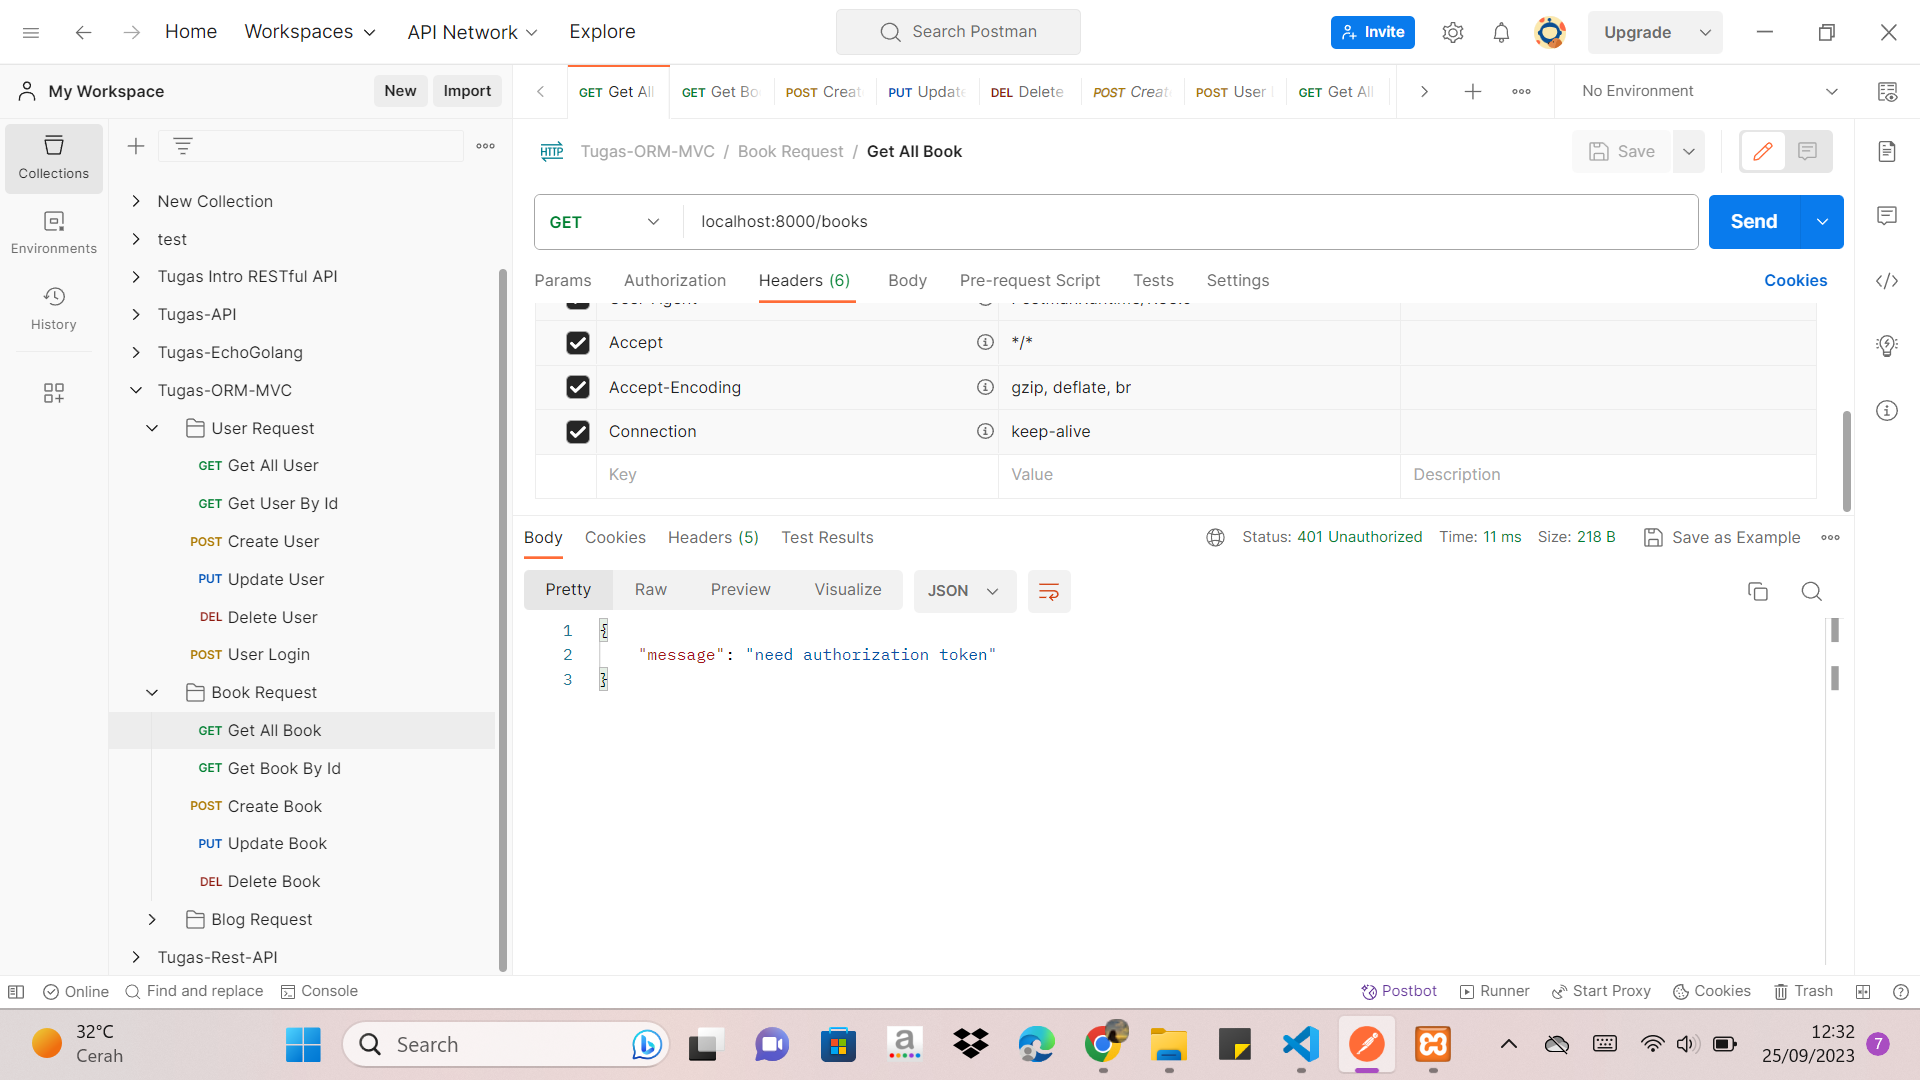 Home
Workspaces
API Network
Explore
Search Postman
Invite
Upgrade
My Workspace
New
Import
GET Get All
GET Get Bo
POST Creat
PUT Updat
DEL Delete
POST Creat
POST User
GET Get All
No Environment
Collections
Environments
History
New Collection
test
Tugas Intro RESTful API
Tugas-API
Tugas-EchoGolang
Tugas-ORM-MVC
User Request
GET Get All User
GET Get User By Id
POST Create User
PUT Update User
DEL Delete User
POST User Login
Book Request
GET Get All Book
GET Get Book By Id
POST Create Book
PUT Update Book
DEL Delete Book
Blog Request
Tugas-Rest-API
HTTP Tugas-ORM-MVC / Book Request / Get All Book
Save
GET localhost:8000/books
Send
Params Authorization Headers (6) Body Pre-request Script Tests Settings
Cookies
Accept */*
Accept-Encoding gzip, deflate, br
Connection keep-alive
Key Value Description
Body Cookies Headers (5) Test Results
Status: 401 Unauthorized Time: 11 ms Size: 218 B Save as Example
Pretty Raw Preview Visualize JSON
1 {
2 "message": "need authorization token"
3 }
Online Find and replace Console
Postbot Runner Start Proxy Cookies Trash
32°C
Cerah
Search
a
12:32
25/09/2023
7